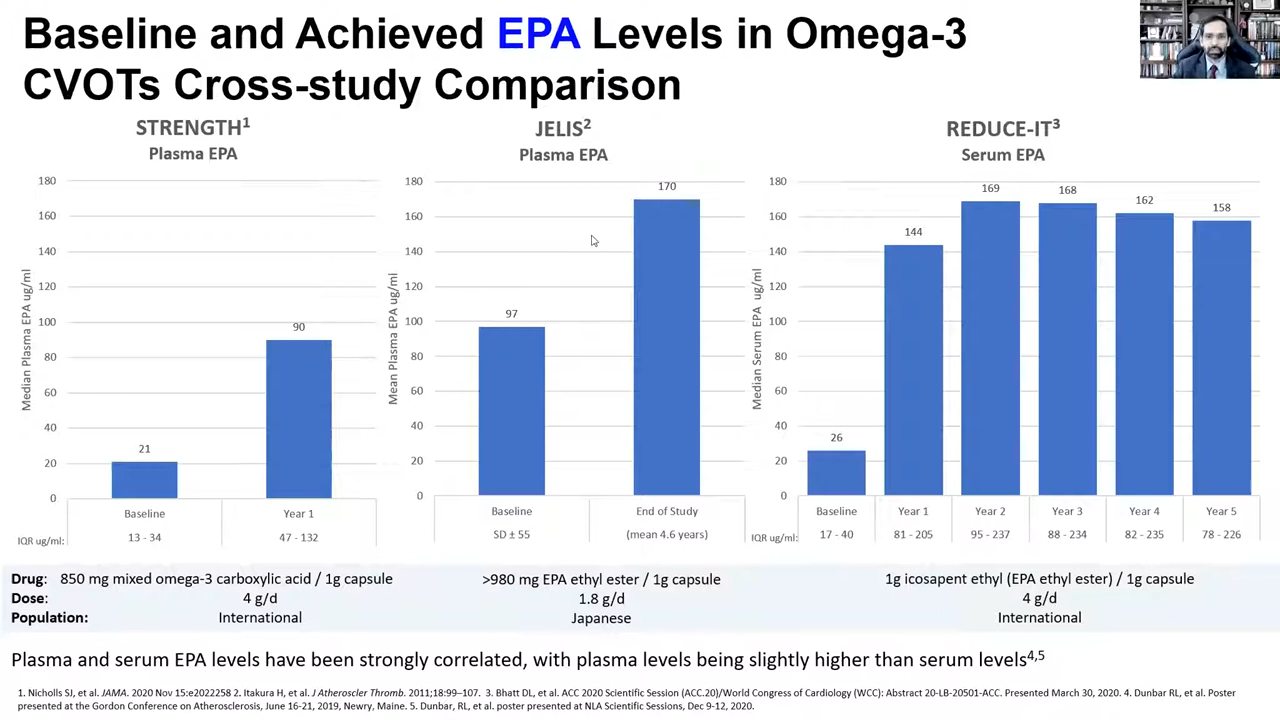 Baseline and Achieved EPA Levels in Omega-3
CVOTs Cross-study Comparison
STRENGTH¹
Plasma EPA
Median Plasma EPA ug/ml
180
160
140
120
100
80
60
40
20
0
21
90
Baseline
Year 1
IQR ug/ml:
13 - 34
47 - 132
JELIS²
Plasma EPA
Mean Plasma EPA ug/ml
180
160
140
120
100
80
60
40
20
0
97
170
Baseline
End of Study
SD ± 55
(mean 4.6 years)
REDUCE-IT³
Serum EPA
Median Serum EPA ug/ml
180
160
140
120
100
80
60
40
20
0
26
144
169
168
162
158
Baseline
Year 1
Year 2
Year 3
Year 4
Year 5
IQR ug/ml:
17 - 40
81 - 205
95 - 237
88 - 234
82 - 235
78 - 226
Drug: 850 mg mixed omega-3 carboxylic acid / 1g capsule >980 mg EPA ethyl ester / 1g capsule 1g icosapent ethyl (EPA ethyl ester) / 1g capsule
Dose: 4 g/d 1.8 g/d 4 g/d
Population: International Japanese International
Plasma and serum EPA levels have been strongly correlated, with plasma levels being slightly higher than serum levels⁴,⁵
1. Nicholls SJ, et al. JAMA. 2020 Nov 15:e2022258 2. Itakura H, et al. J Atheroscler Thromb. 2011;18:99–107. 3. Bhatt DL, et al. ACC 2020 Scientific Session (ACC.20)/World Congress of Cardiology (WCC): Abstract 20-LB-20501-ACC. Presented March 30, 2020. 4. Dunbar RL, et al. Poster
presented at the Gordon Conference on Atherosclerosis, June 16-21, 2019, Newry, Maine. 5. Dunbar, RL, et al. poster presented at NLA Scientific Sessions, Dec 9-12, 2020.